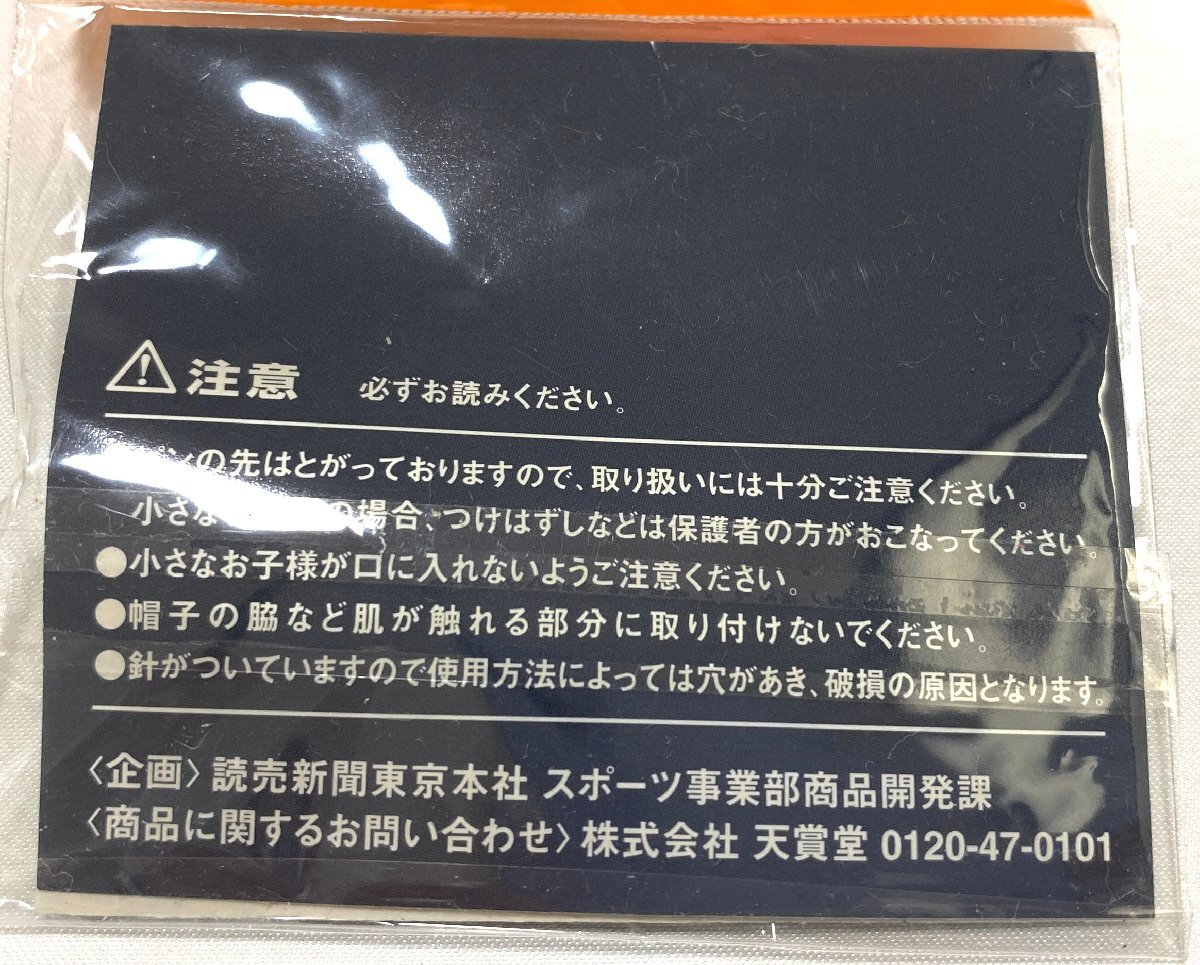 注意 必ずお読みください。
ンの先はとがっておりますので、取り扱いには十分ご注意ください。
小さな の場合、つけはずしなどは保護者の方がおこなってください。
●小さなお子様が口に入れないようご注意ください。
●帽子の脇など肌が触れる部分に取り付けないでください。
●針がついていますので使用方法によっては穴があき、破損の原因となります。
〈企画〉読売新聞東京本社 スポーツ事業部商品開発課
〈商品に関するお問い合わせ〉株式会社 天賞堂 0120-47-0101